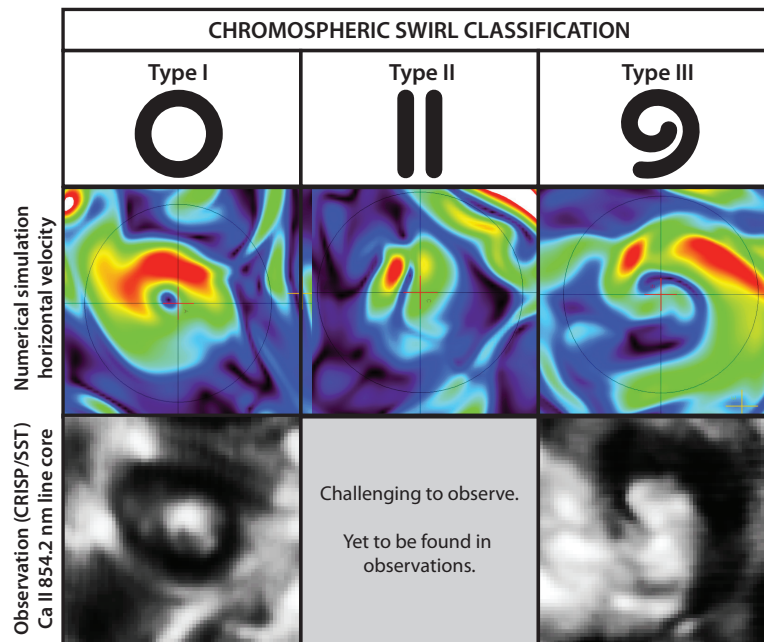 CHROMOSPHERIC SWIRL CLASSIFICATION
Type I
Type II
Type III
Numerical simulation
horizontal velocity
Observation (CRISP/SST)
Ca II 854.2 nm line core
Challenging to observe.
Yet to be found in
observations.